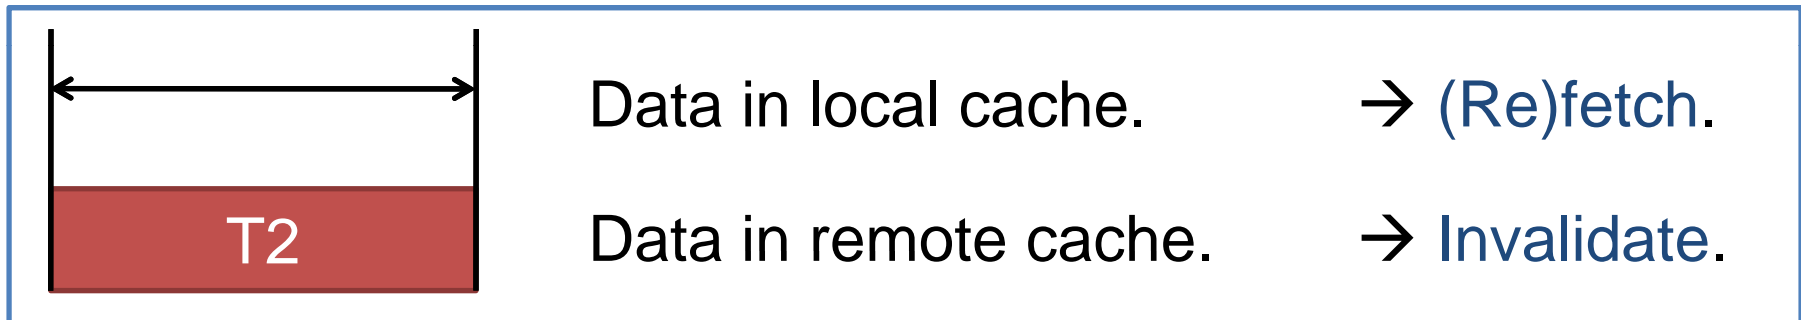 Data in local cache. → (Re)fetch.
T2
Data in remote cache. → Invalidate.